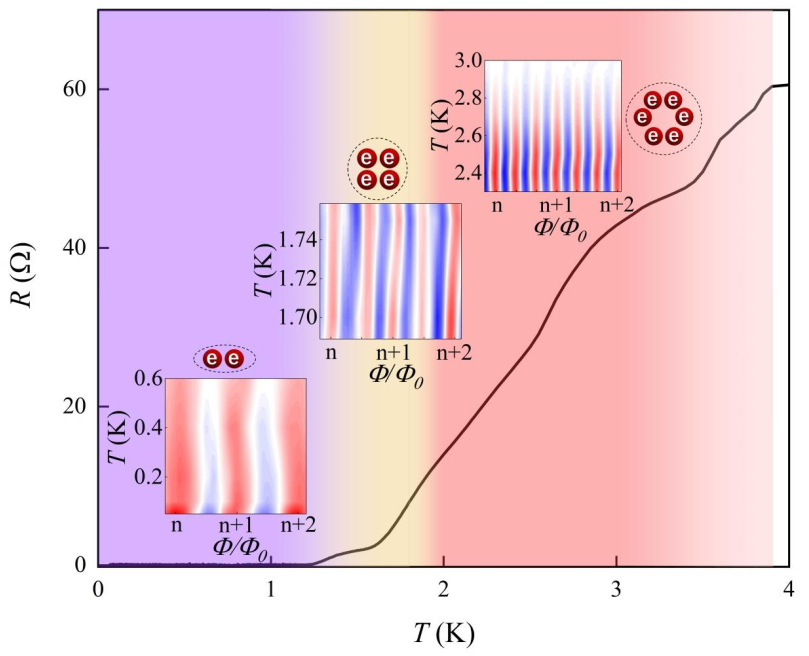 60
40
20
0
R (Ω)
0 1 2 3 4
T (K)
3.0
2.8
2.6
2.4
T (K)
n n+1 n+2
Φ/Φ0
e e
e e
e e
e e
e e
1.74
1.72
1.70
T (K)
n n+1 n+2
Φ/Φ0
e e
0.6
0.4
0.2
T (K)
n n+1 n+2
Φ/Φ0